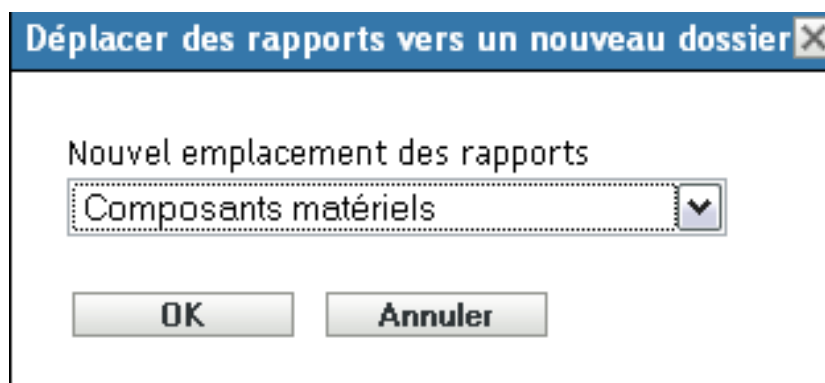 Déplacer des rapports vers un nouveau dossier
Nouvel emplacement des rapports
Composants matériels
OK
Annuler